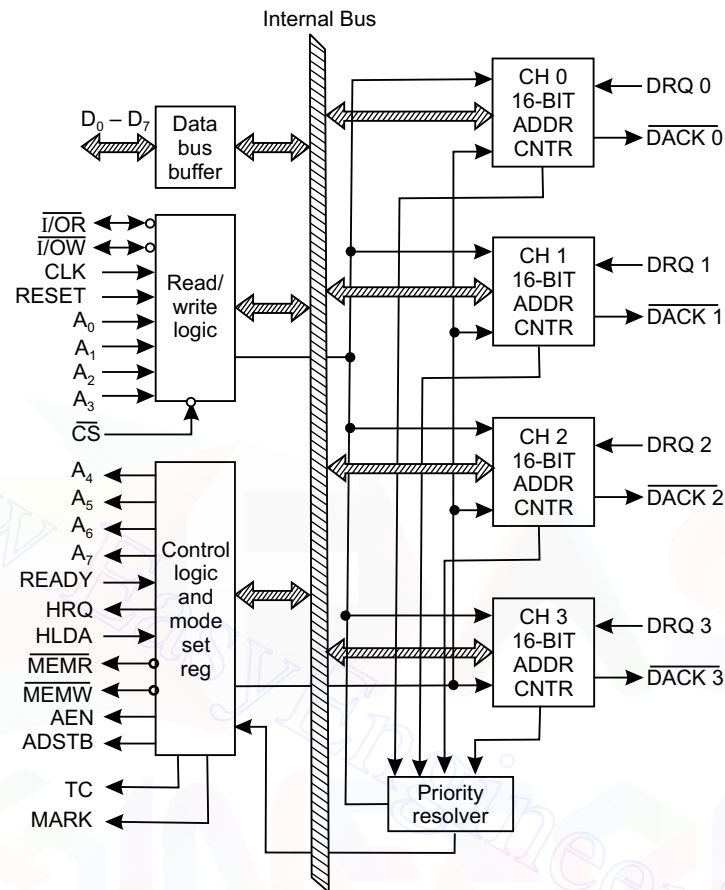 Internal Bus
D0 – D7
Data
bus
buffer
I/OR
I/OW
CLK
RESET
A0
A1
A2
A3
CS
Read/
write
logic
A4
A5
A6
A7
READY
HRQ
HLDA
MEMR
MEMW
AEN
ADSTB
TC
MARK
Control
logic
and
mode
set
reg
CH 0
16-BIT
ADDR
CNTR
DRQ 0
DACK 0
CH 1
16-BIT
ADDR
CNTR
DRQ 1
DACK 1
CH 2
16-BIT
ADDR
CNTR
DRQ 2
DACK 2
CH 3
16-BIT
ADDR
CNTR
DRQ 3
DACK 3
Priority
resolver